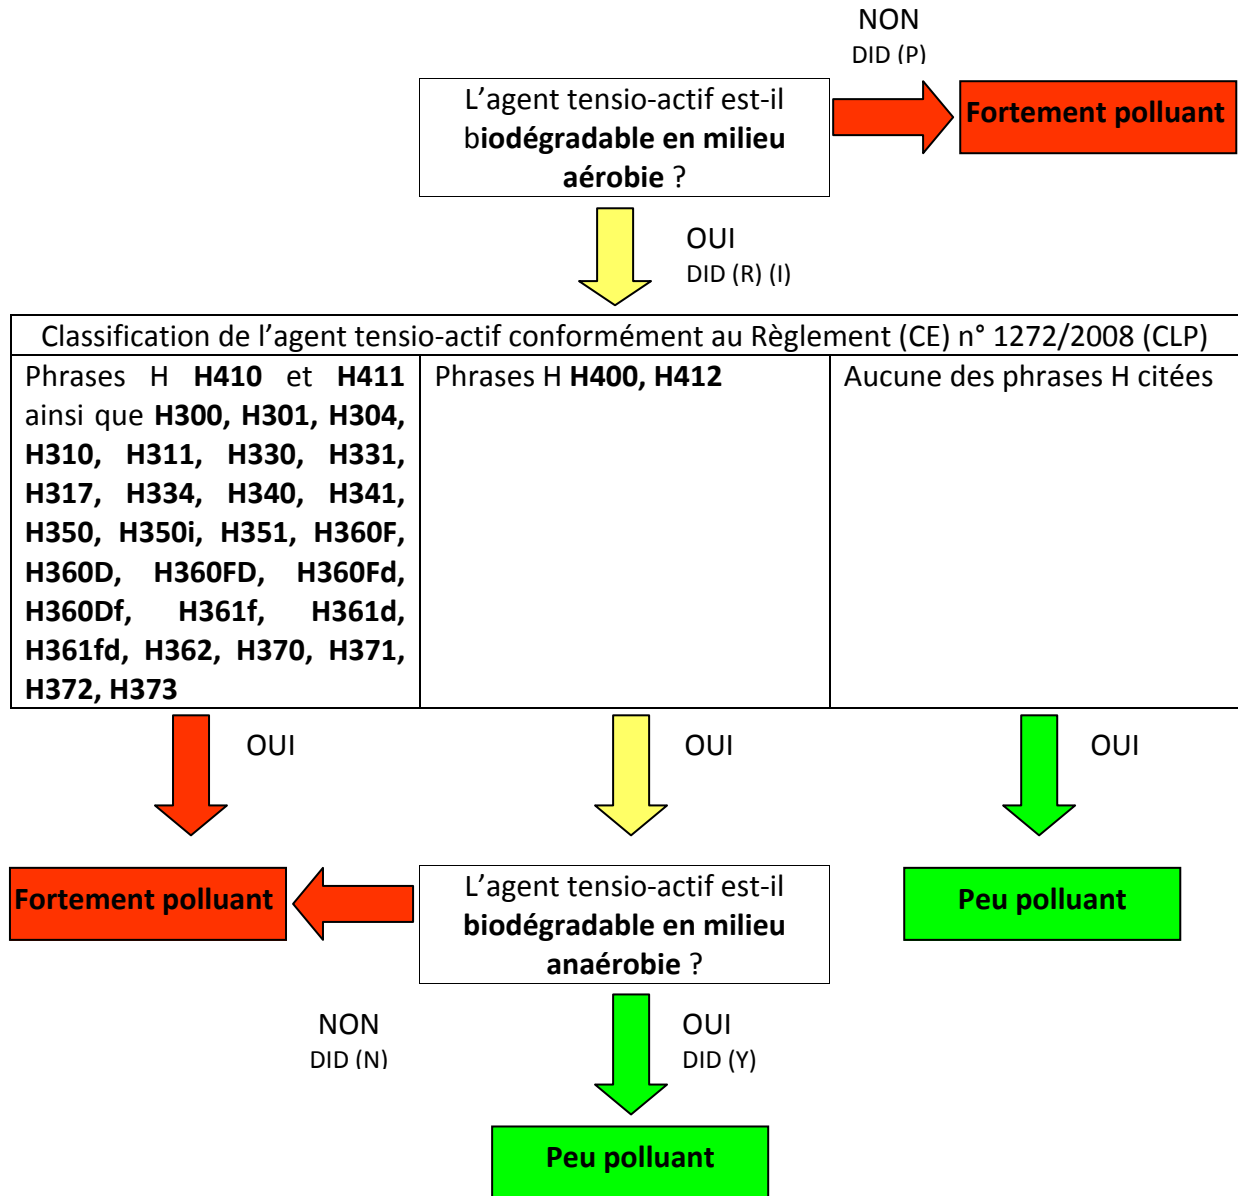 NON
DID (P)
L’agent tensio-actif est-il
biodégradable en milieu
aérobie ?
Fortement polluant
OUI
DID (R) (I)
Classification de l’agent tensio-actif conformément au Règlement (CE) n° 1272/2008 (CLP)
Phrases H H410 et H411
ainsi que H300, H301, H304,
H310, H311, H330, H331,
H317, H334, H340, H341,
H350, H350i, H351, H360F,
H360D, H360FD, H360Fd,
H360Df, H361f, H361d,
H361fd, H362, H370, H371,
H372, H373
Phrases H H400, H412
Aucune des phrases H citées
OUI
OUI
OUI
Fortement polluant
L’agent tensio-actif est-il
biodégradable en milieu
anaérobie ?
Peu polluant
NON
DID (N)
OUI
DID (Y)
Peu polluant